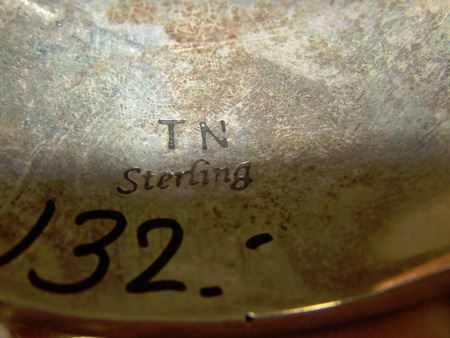 TN
Sterling
132.-